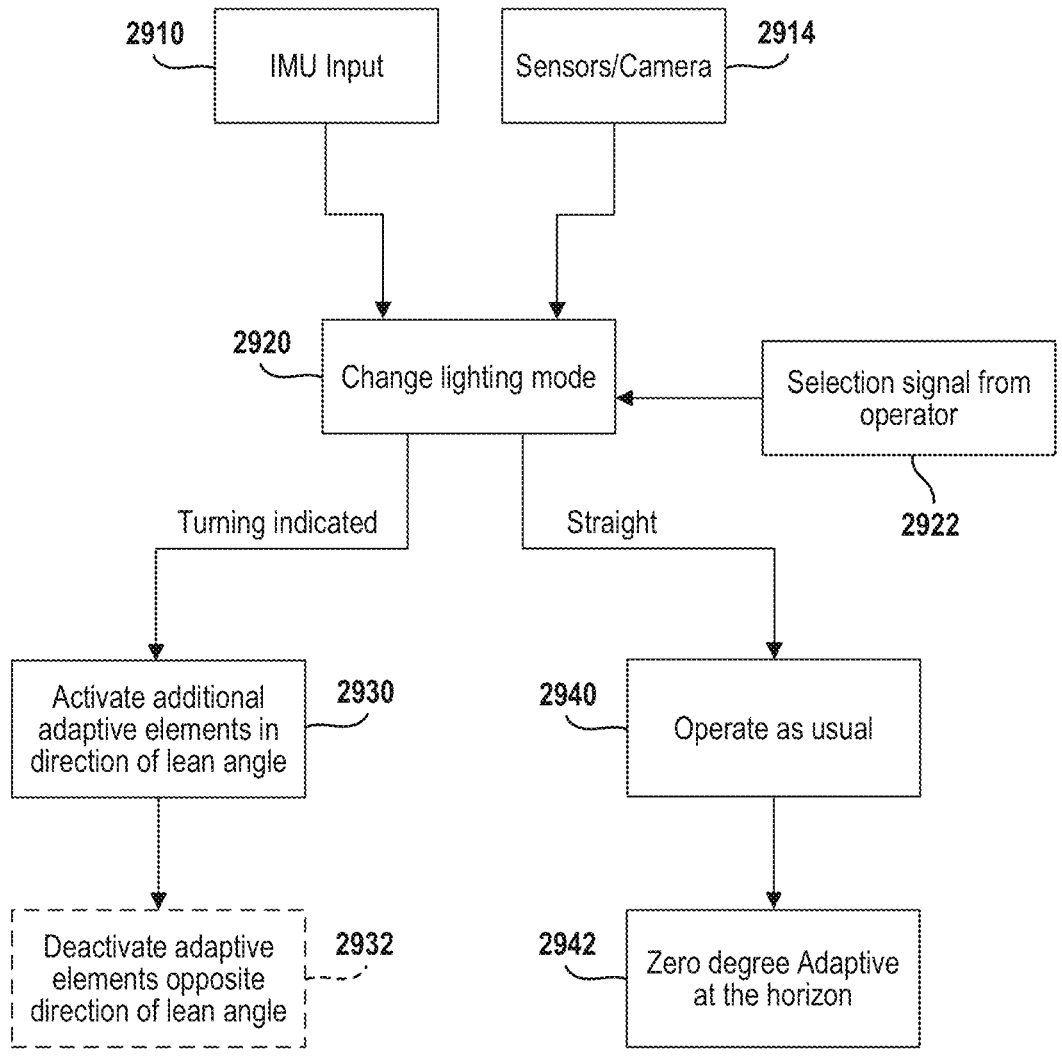 2910
IMU Input
Sensors/Camera
2914
2920
Change lighting mode
Selection signal from
operator
2922
Turning indicated
Straight
Activate additional
adaptive elements in
direction of lean angle
2930
2940
Operate as usual
Deactivate adaptive
elements opposite
direction of lean angle
2932
2942
Zero degree Adaptive
at the horizon